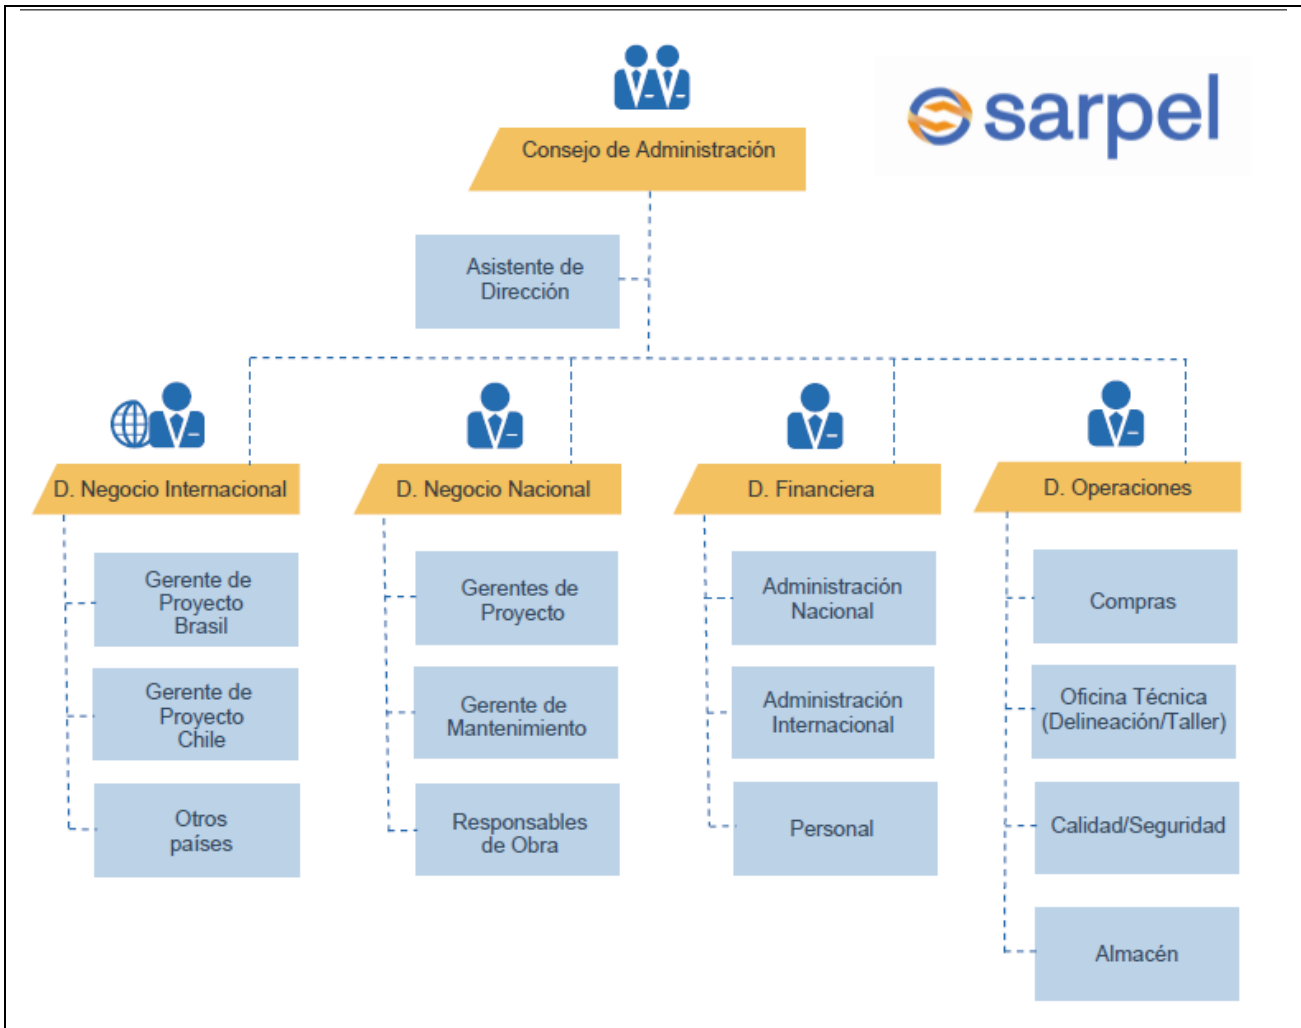 sarpel
Consejo de Administración
Asistente de
Dirección
D. Negocio Internacional
D. Negocio Nacional
D. Financiera
D. Operaciones
Gerente de
Proyecto
Brasil
Gerente de
Proyecto
Chile
Otros
países
Gerentes de
Proyecto
Gerente de
Mantenimiento
Responsables
de Obra
Administración
Nacional
Administración
Internacional
Personal
Compras
Oficina Técnica
(Delineación/Taller)
Calidad/Seguridad
Almacén